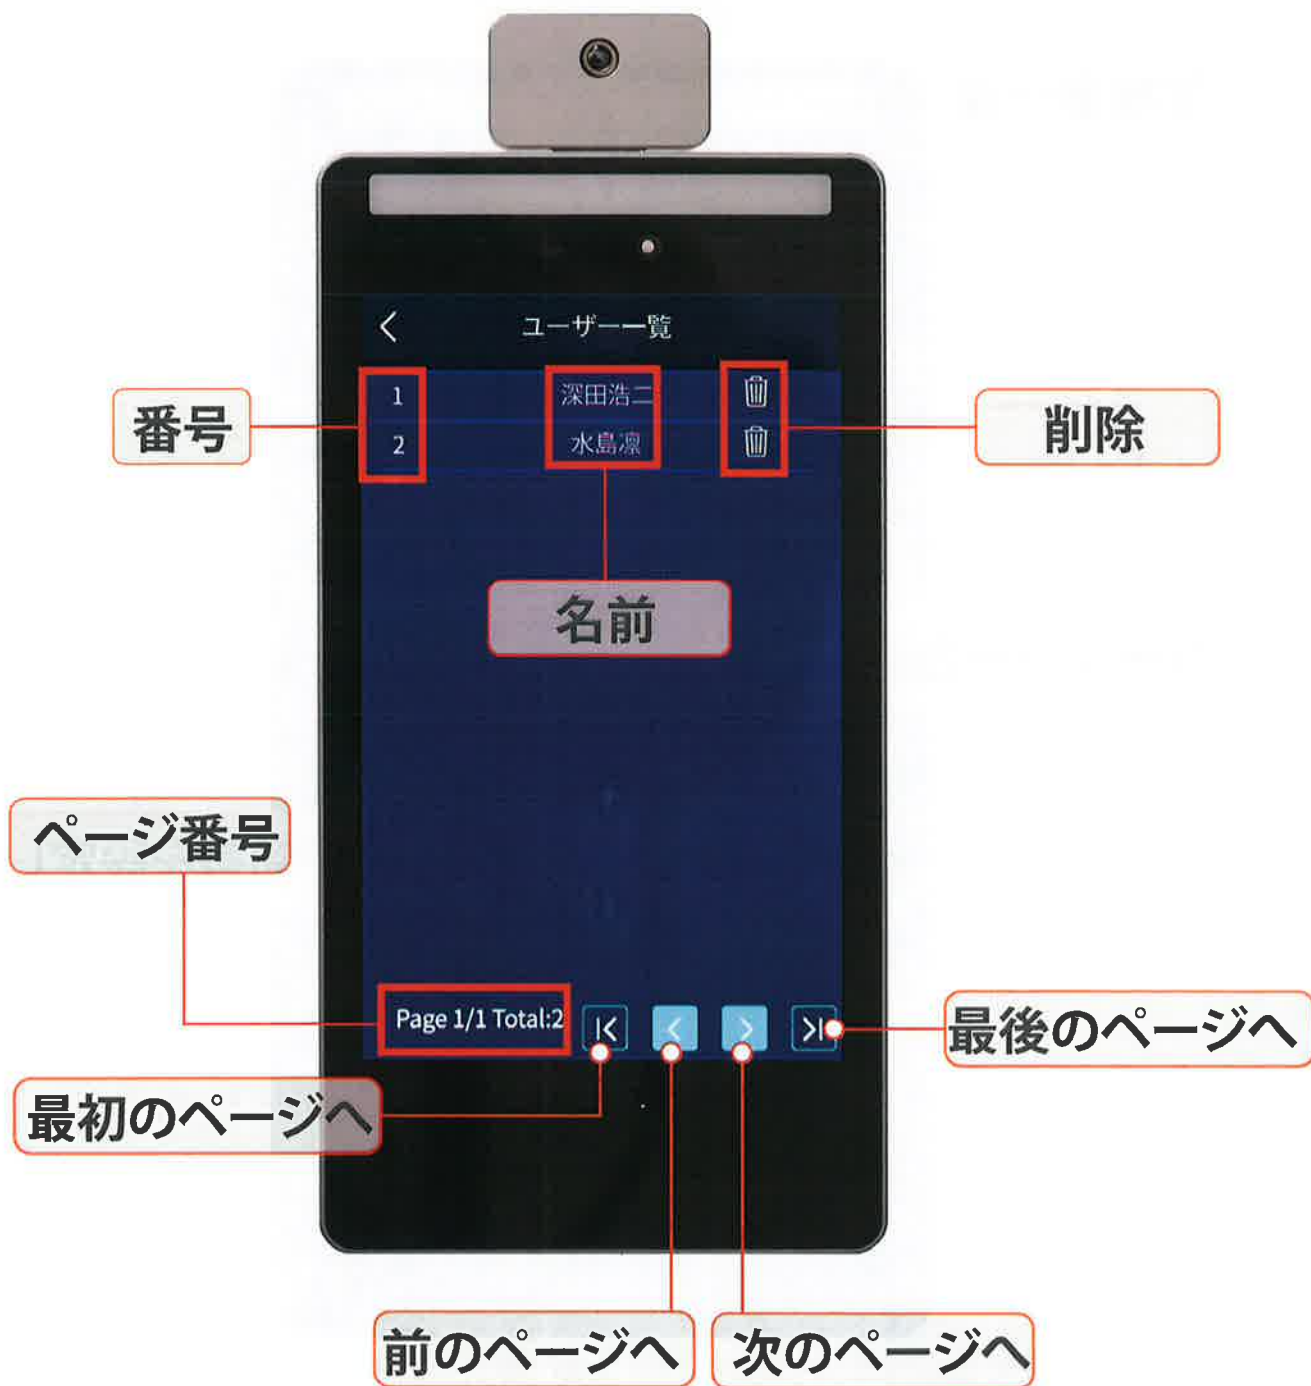 ユーザー一覧
1 深田浩二
2 水島凛
番号
削除
名前
ページ番号
Page 1/1 Total:2
最後のページへ
最初のページへ
前のページへ
次のページへ